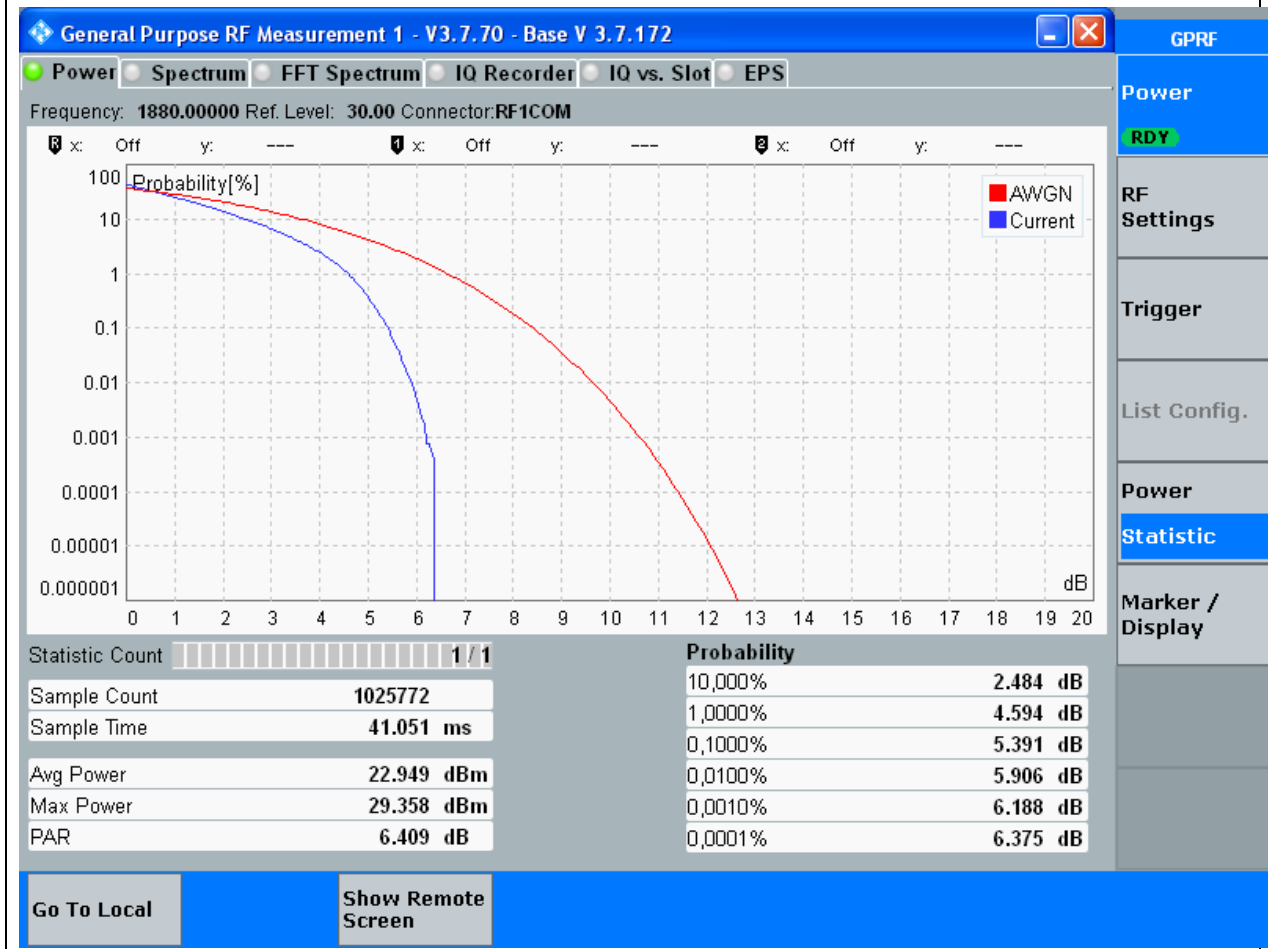 General Purpose RF Measurement 1 - V3.7.70 - Base V 3.7.172
GPRF
Power Spectrum FFT Spectrum IQ Recorder IQ vs. Slot EPS
Frequency: 1880.00000 Ref. Level: 30.00 Connector:RF1COM
R x: Off y: --- 1 x: Off y: --- 2 x: Off y: ---
Probability[%]
100
10
1
0.1
0.01
0.001
0.0001
0.00001
0.000001
AWGN
Current
dB
0 1 2 3 4 5 6 7 8 9 10 11 12 13 14 15 16 17 18 19 20
Statistic Count 1 / 1
Sample Count 1025772
Sample Time 41.051 ms
Avg Power 22.949 dBm
Max Power 29.358 dBm
PAR 6.409 dB
Probability
10,000% 2.484 dB
1,0000% 4.594 dB
0,1000% 5.391 dB
0,0100% 5.906 dB
0,0010% 6.188 dB
0,0001% 6.375 dB
Power
RDY
RF
Settings
Trigger
List Config.
Power
Statistic
Marker /
Display
Go To Local
Show Remote
Screen